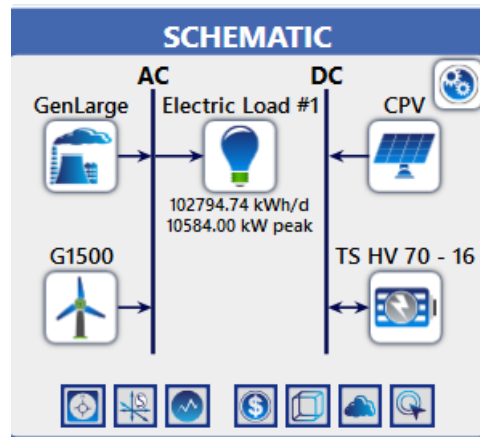 SCHEMATIC
AC DC
GenLarge Electric Load #1 CPV
102794.74 kWh/d
10584.00 kW peak
G1500 TS HV 70 - 16